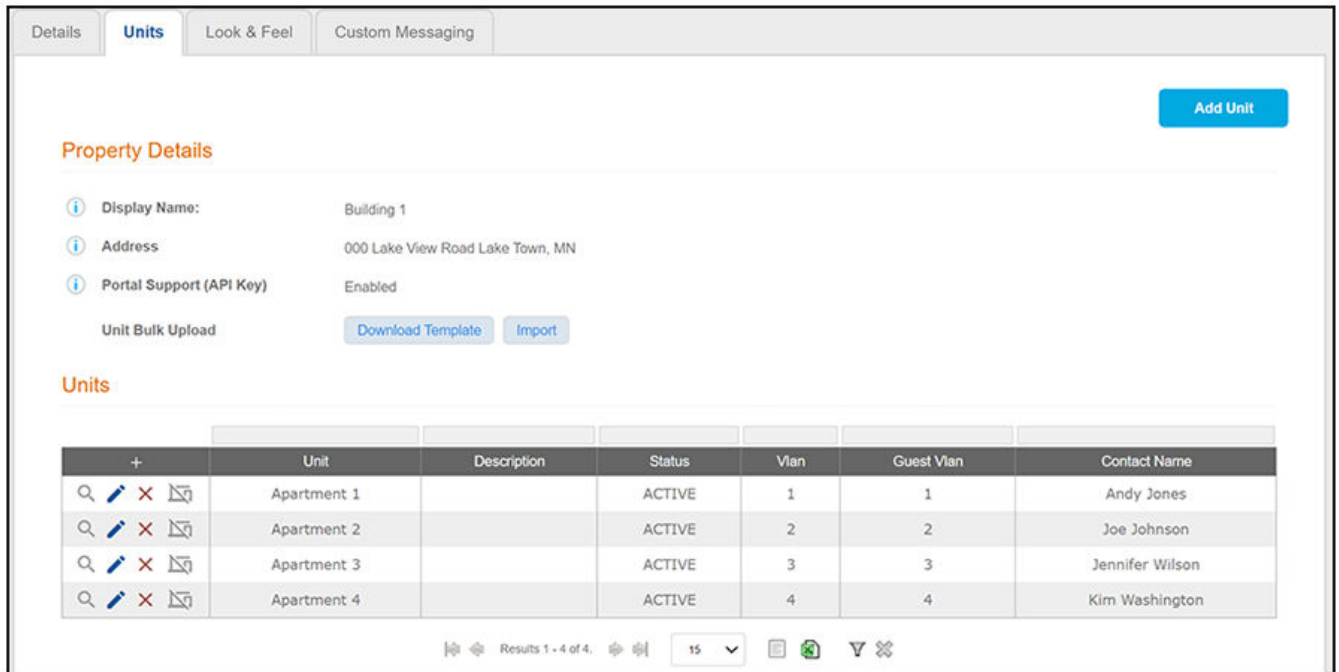 Details Units Look & Feel Custom Messaging
Add Unit
Property Details
Display Name: Building 1
Address 000 Lake View Road Lake Town, MN
Portal Support (API Key) Enabled
Unit Bulk Upload Download Template Import
Units
+ Unit Description Status Vlan Guest Vlan Contact Name
Apartment 1 ACTIVE 1 1 Andy Jones
Apartment 2 ACTIVE 2 2 Joe Johnson
Apartment 3 ACTIVE 3 3 Jennifer Wilson
Apartment 4 ACTIVE 4 4 Kim Washington
Results 1 - 4 of 4. 15